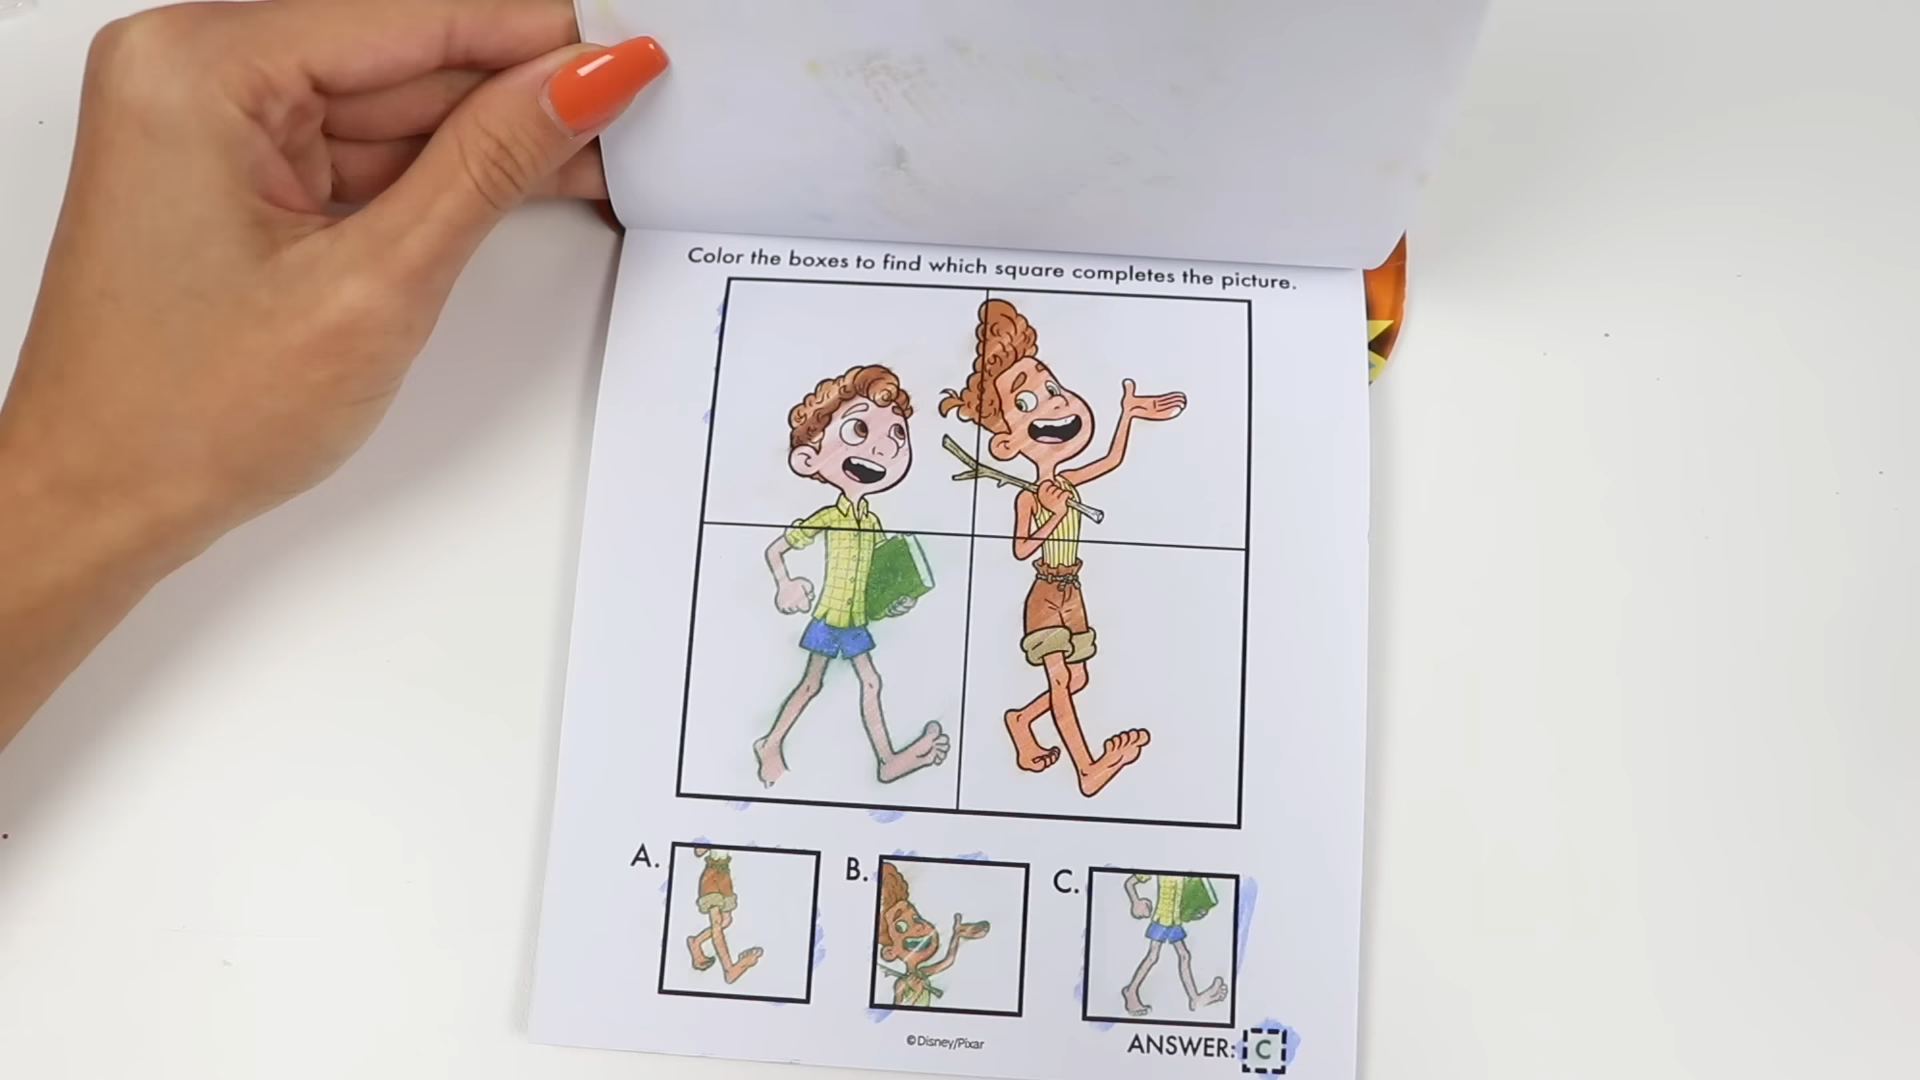 Color the boxes to find which square completes the picture.
A.
B.
C.
©Disney/Pixar
ANSWER: C